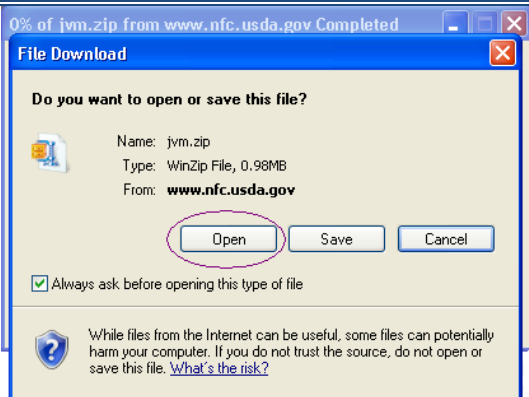 0% of jvm.zip from www.nfc.usda.gov Completed
File Download
Do you want to open or save this file?
Name: jvm.zip
Type: WinZip File, 0.98MB
From: www.nfc.usda.gov
Open Save Cancel
Always ask before opening this type of file
While files from the Internet can be useful, some files can potentially
harm your computer. If you do not trust the source, do not open or
save this file. What's the risk?